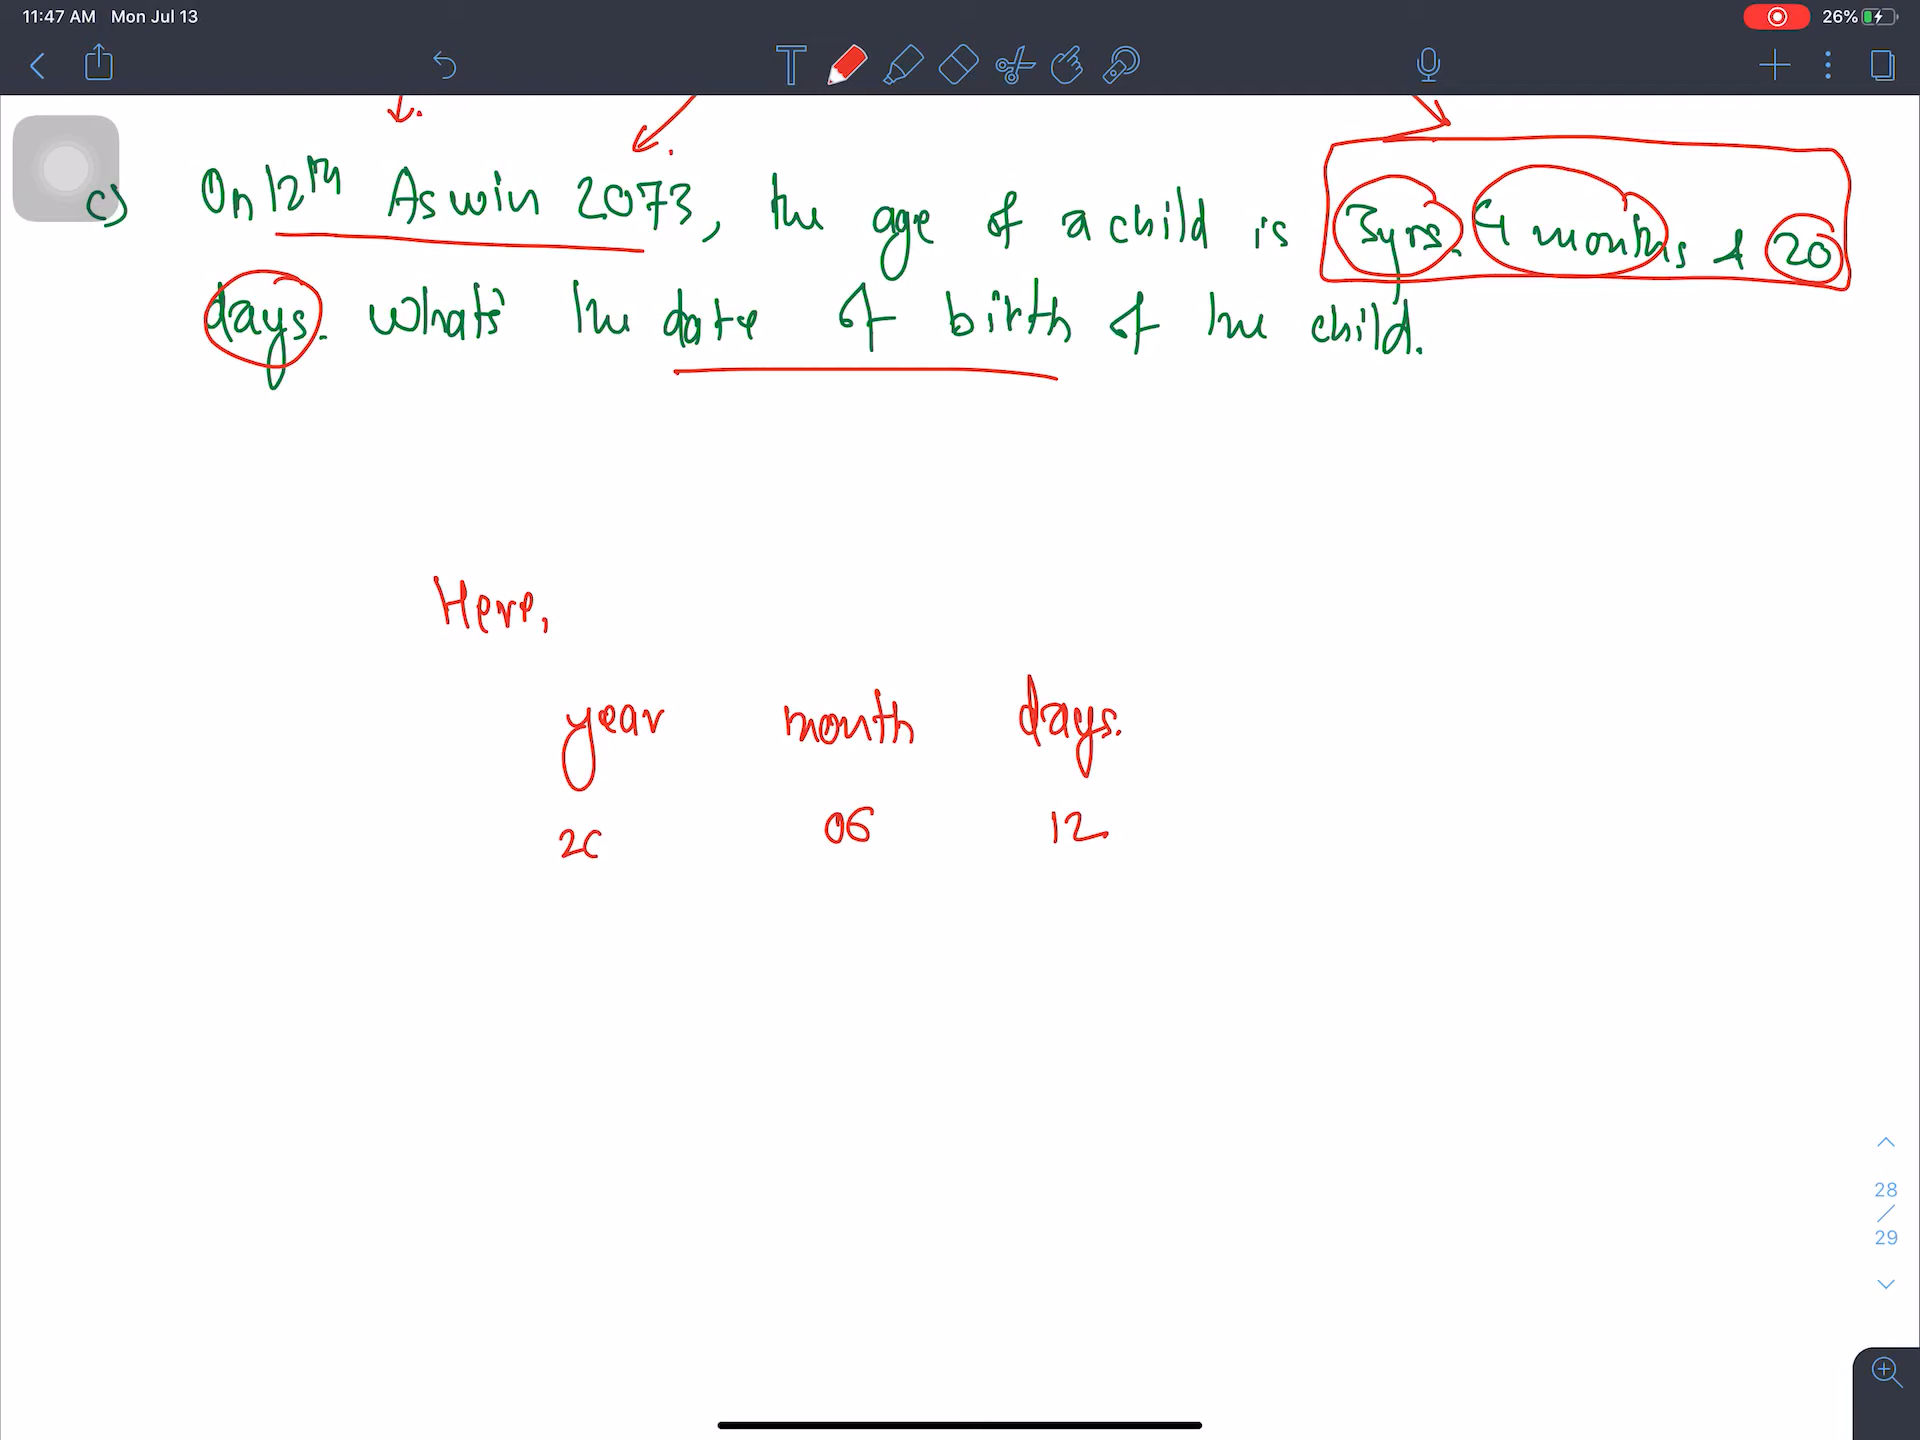 11:47 AM Mon Jul 13 26%
T
c) On 12th Aswin 2073, the age of a child is 3yrs. 4 months & 20
days. What's the date of birth of the child.
Here,
year month days.
20 06 12
28
/
29